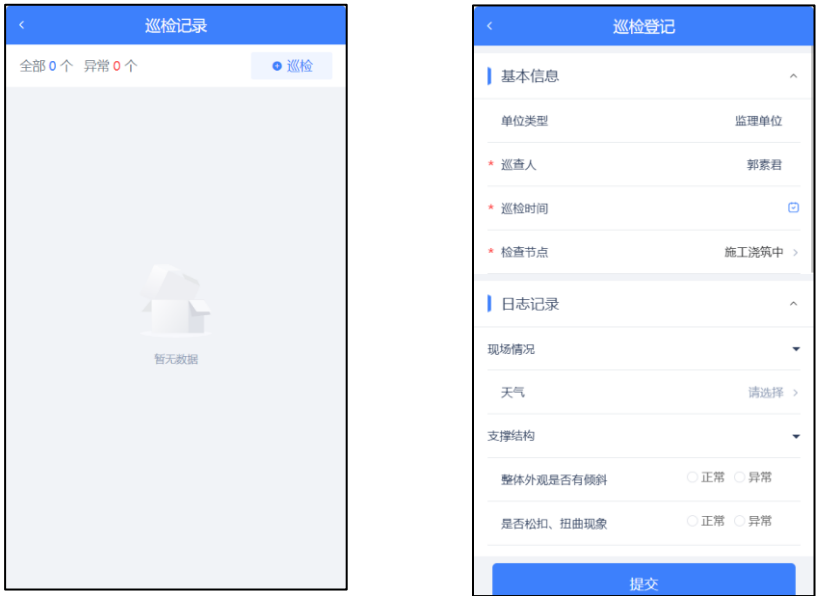 巡检记录
全部 0 个 异常 0 个
巡检
暂无数据
巡检登记
基本信息
单位类型 监理单位
* 巡查人 郭素君
* 巡检时间
* 检查节点 施工浇筑中
日志记录
现场情况
天气 请选择
支撑结构
整体外观是否有倾斜 正常 异常
是否松扣、扭曲现象 正常 异常
提交